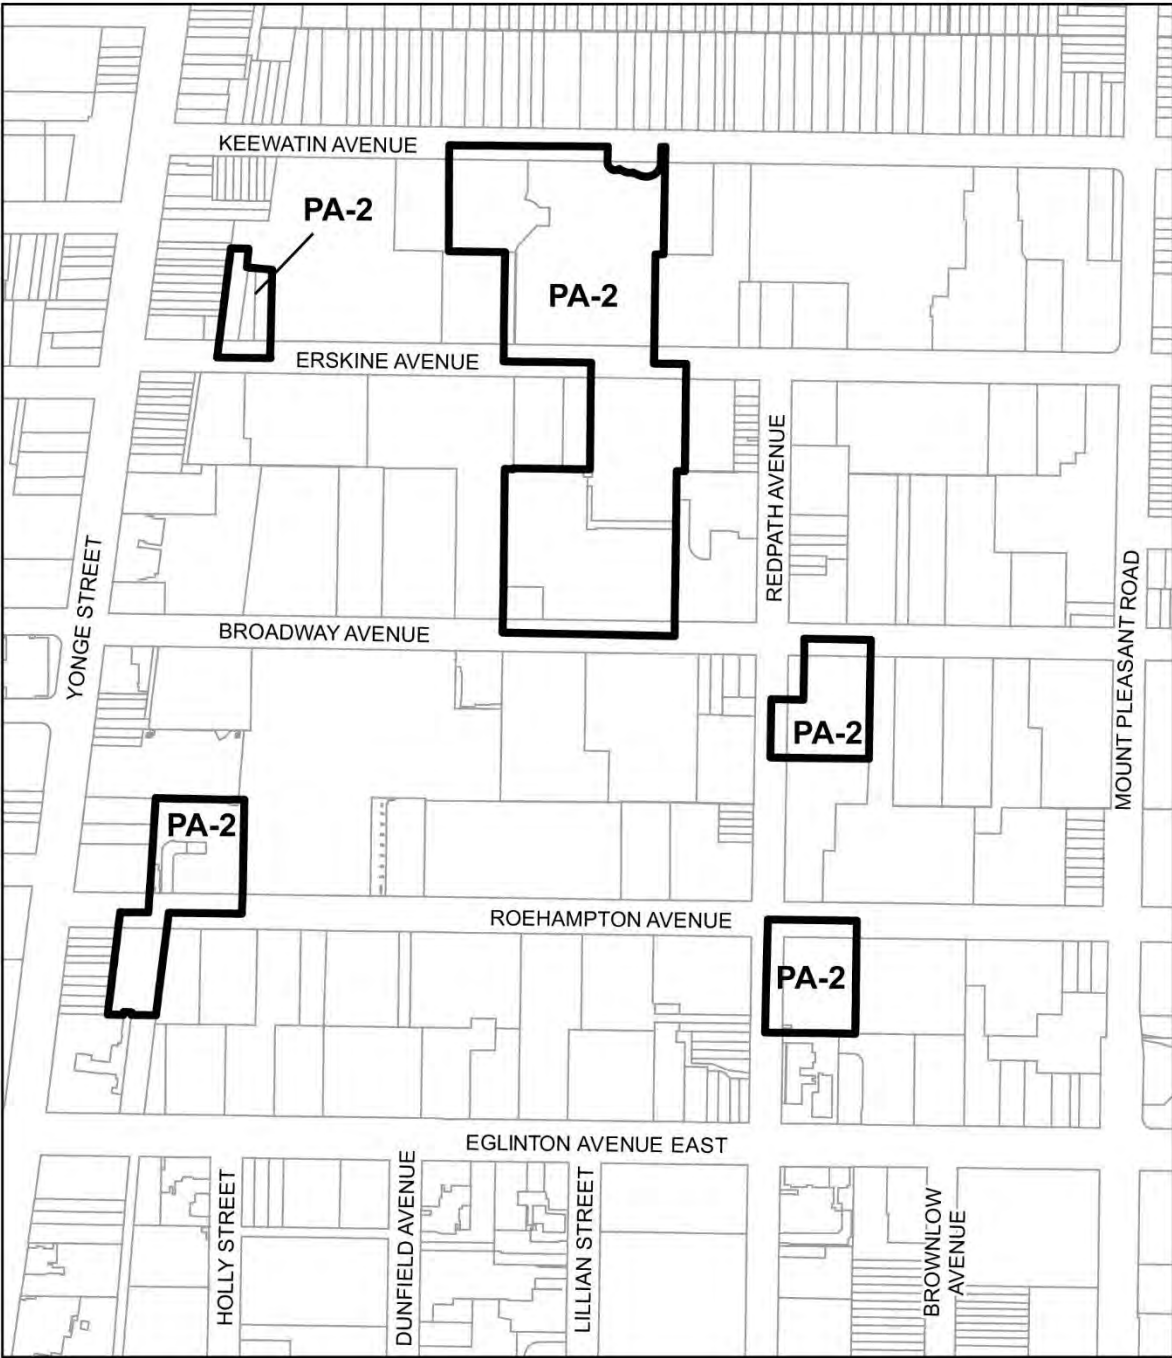 KEEWATIN AVENUE
PA-2
PA-2
ERSKINE AVENUE
REDPATH AVENUE
YONGE STREET
BROADWAY AVENUE
MOUNT PLEASANT ROAD
PA-2
PA-2
ROEHAMPTON AVENUE
PA-2
EGLINTON AVENUE EAST
HOLLY STREET
DUNFIELD AVENUE
LILLIAN STREET
BROWNLOW
AVENUE